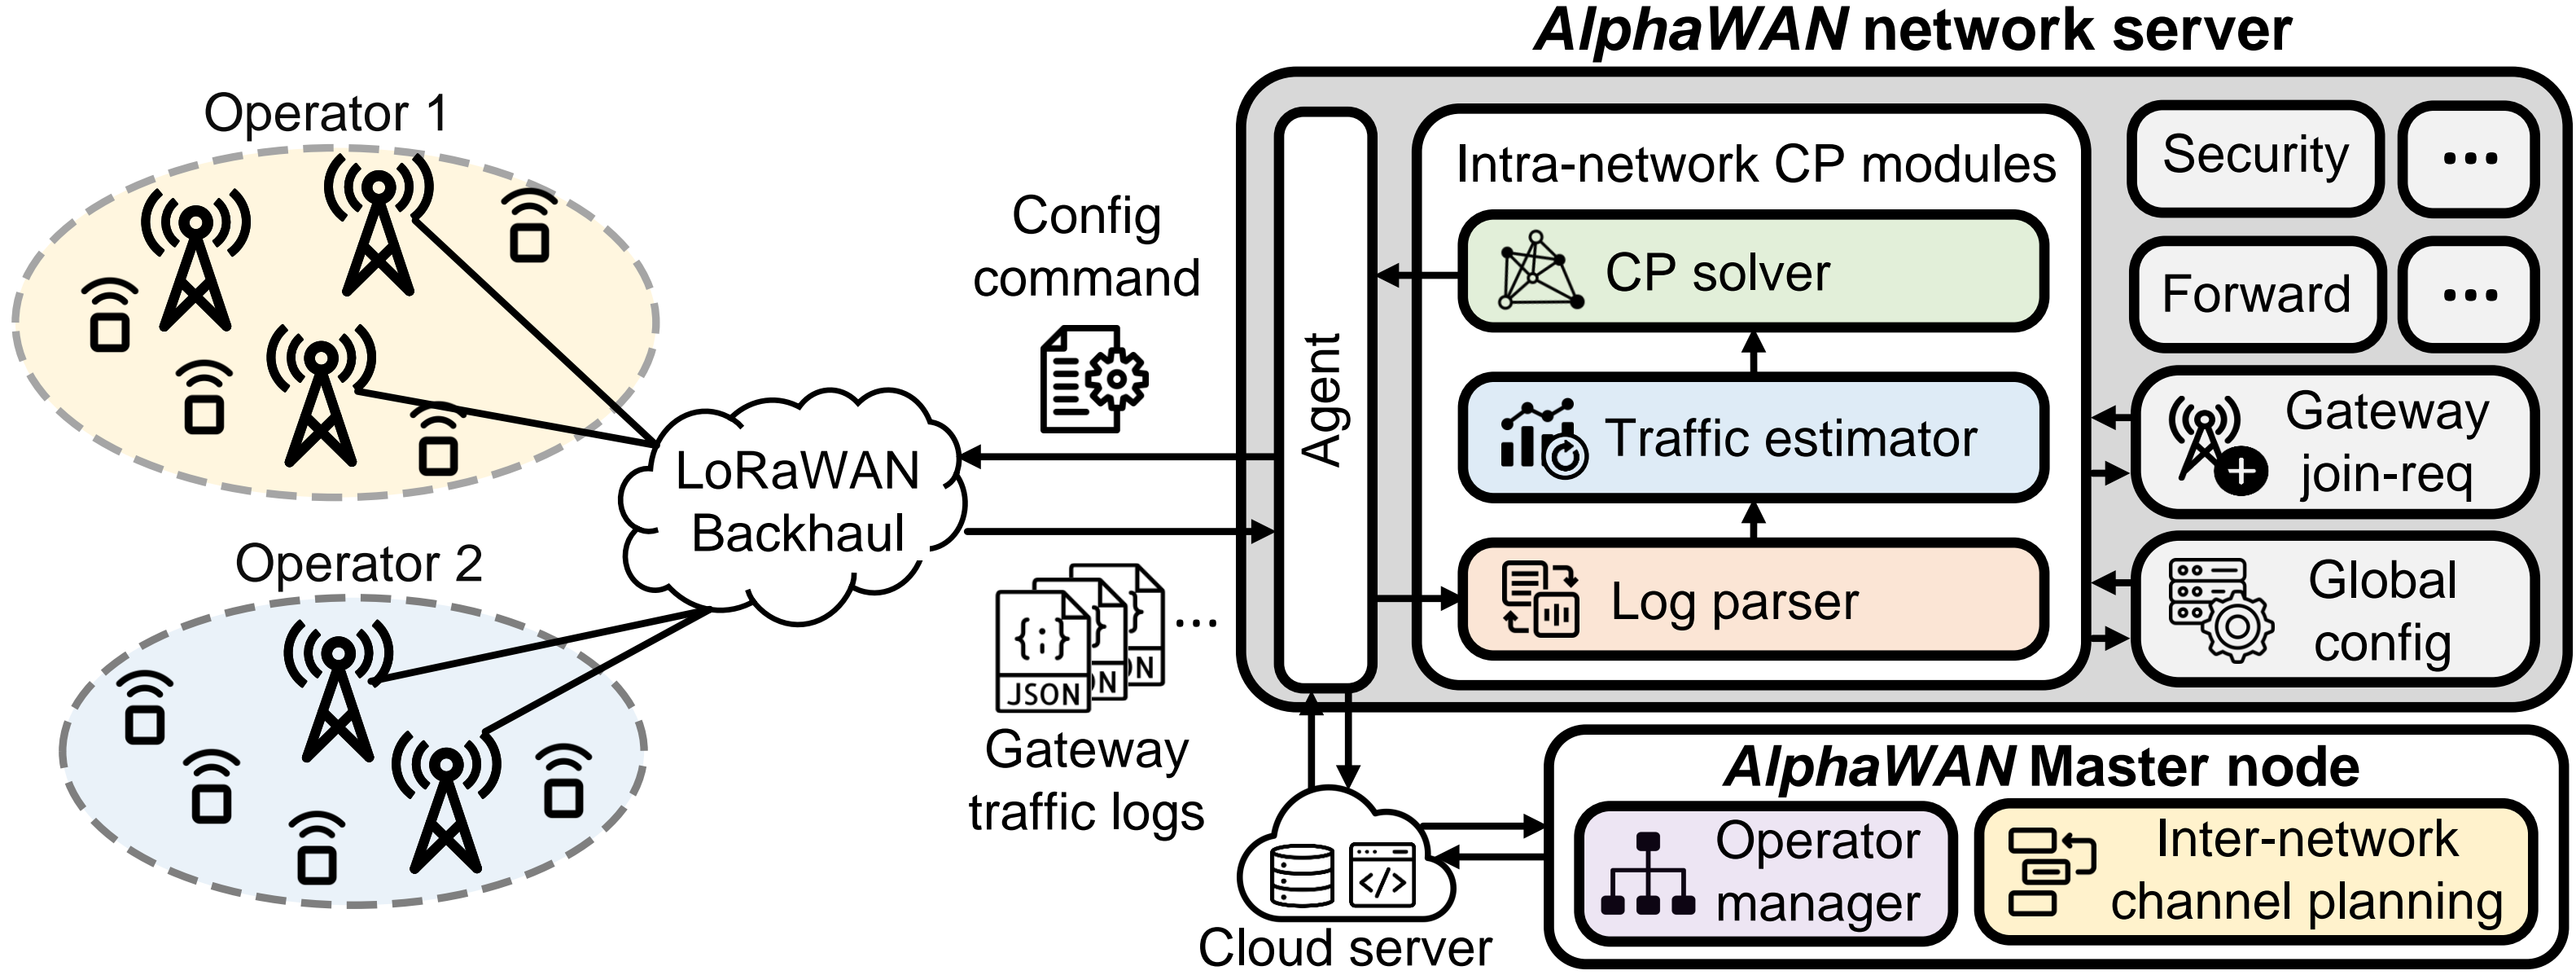 AlphaWAN network server
Operator 1
Config
command
Agent
Intra-network CP modules
CP solver
Traffic estimator
Log parser
Security
...
Forward
...
Gateway
join-req
Global
config
LoRaWAN
Backhaul
Operator 2
{;}
JSON
}
N
}
N
...
Gateway
traffic logs
Cloud server
</>
AlphaWAN Master node
Operator
manager
Inter-network
channel planning